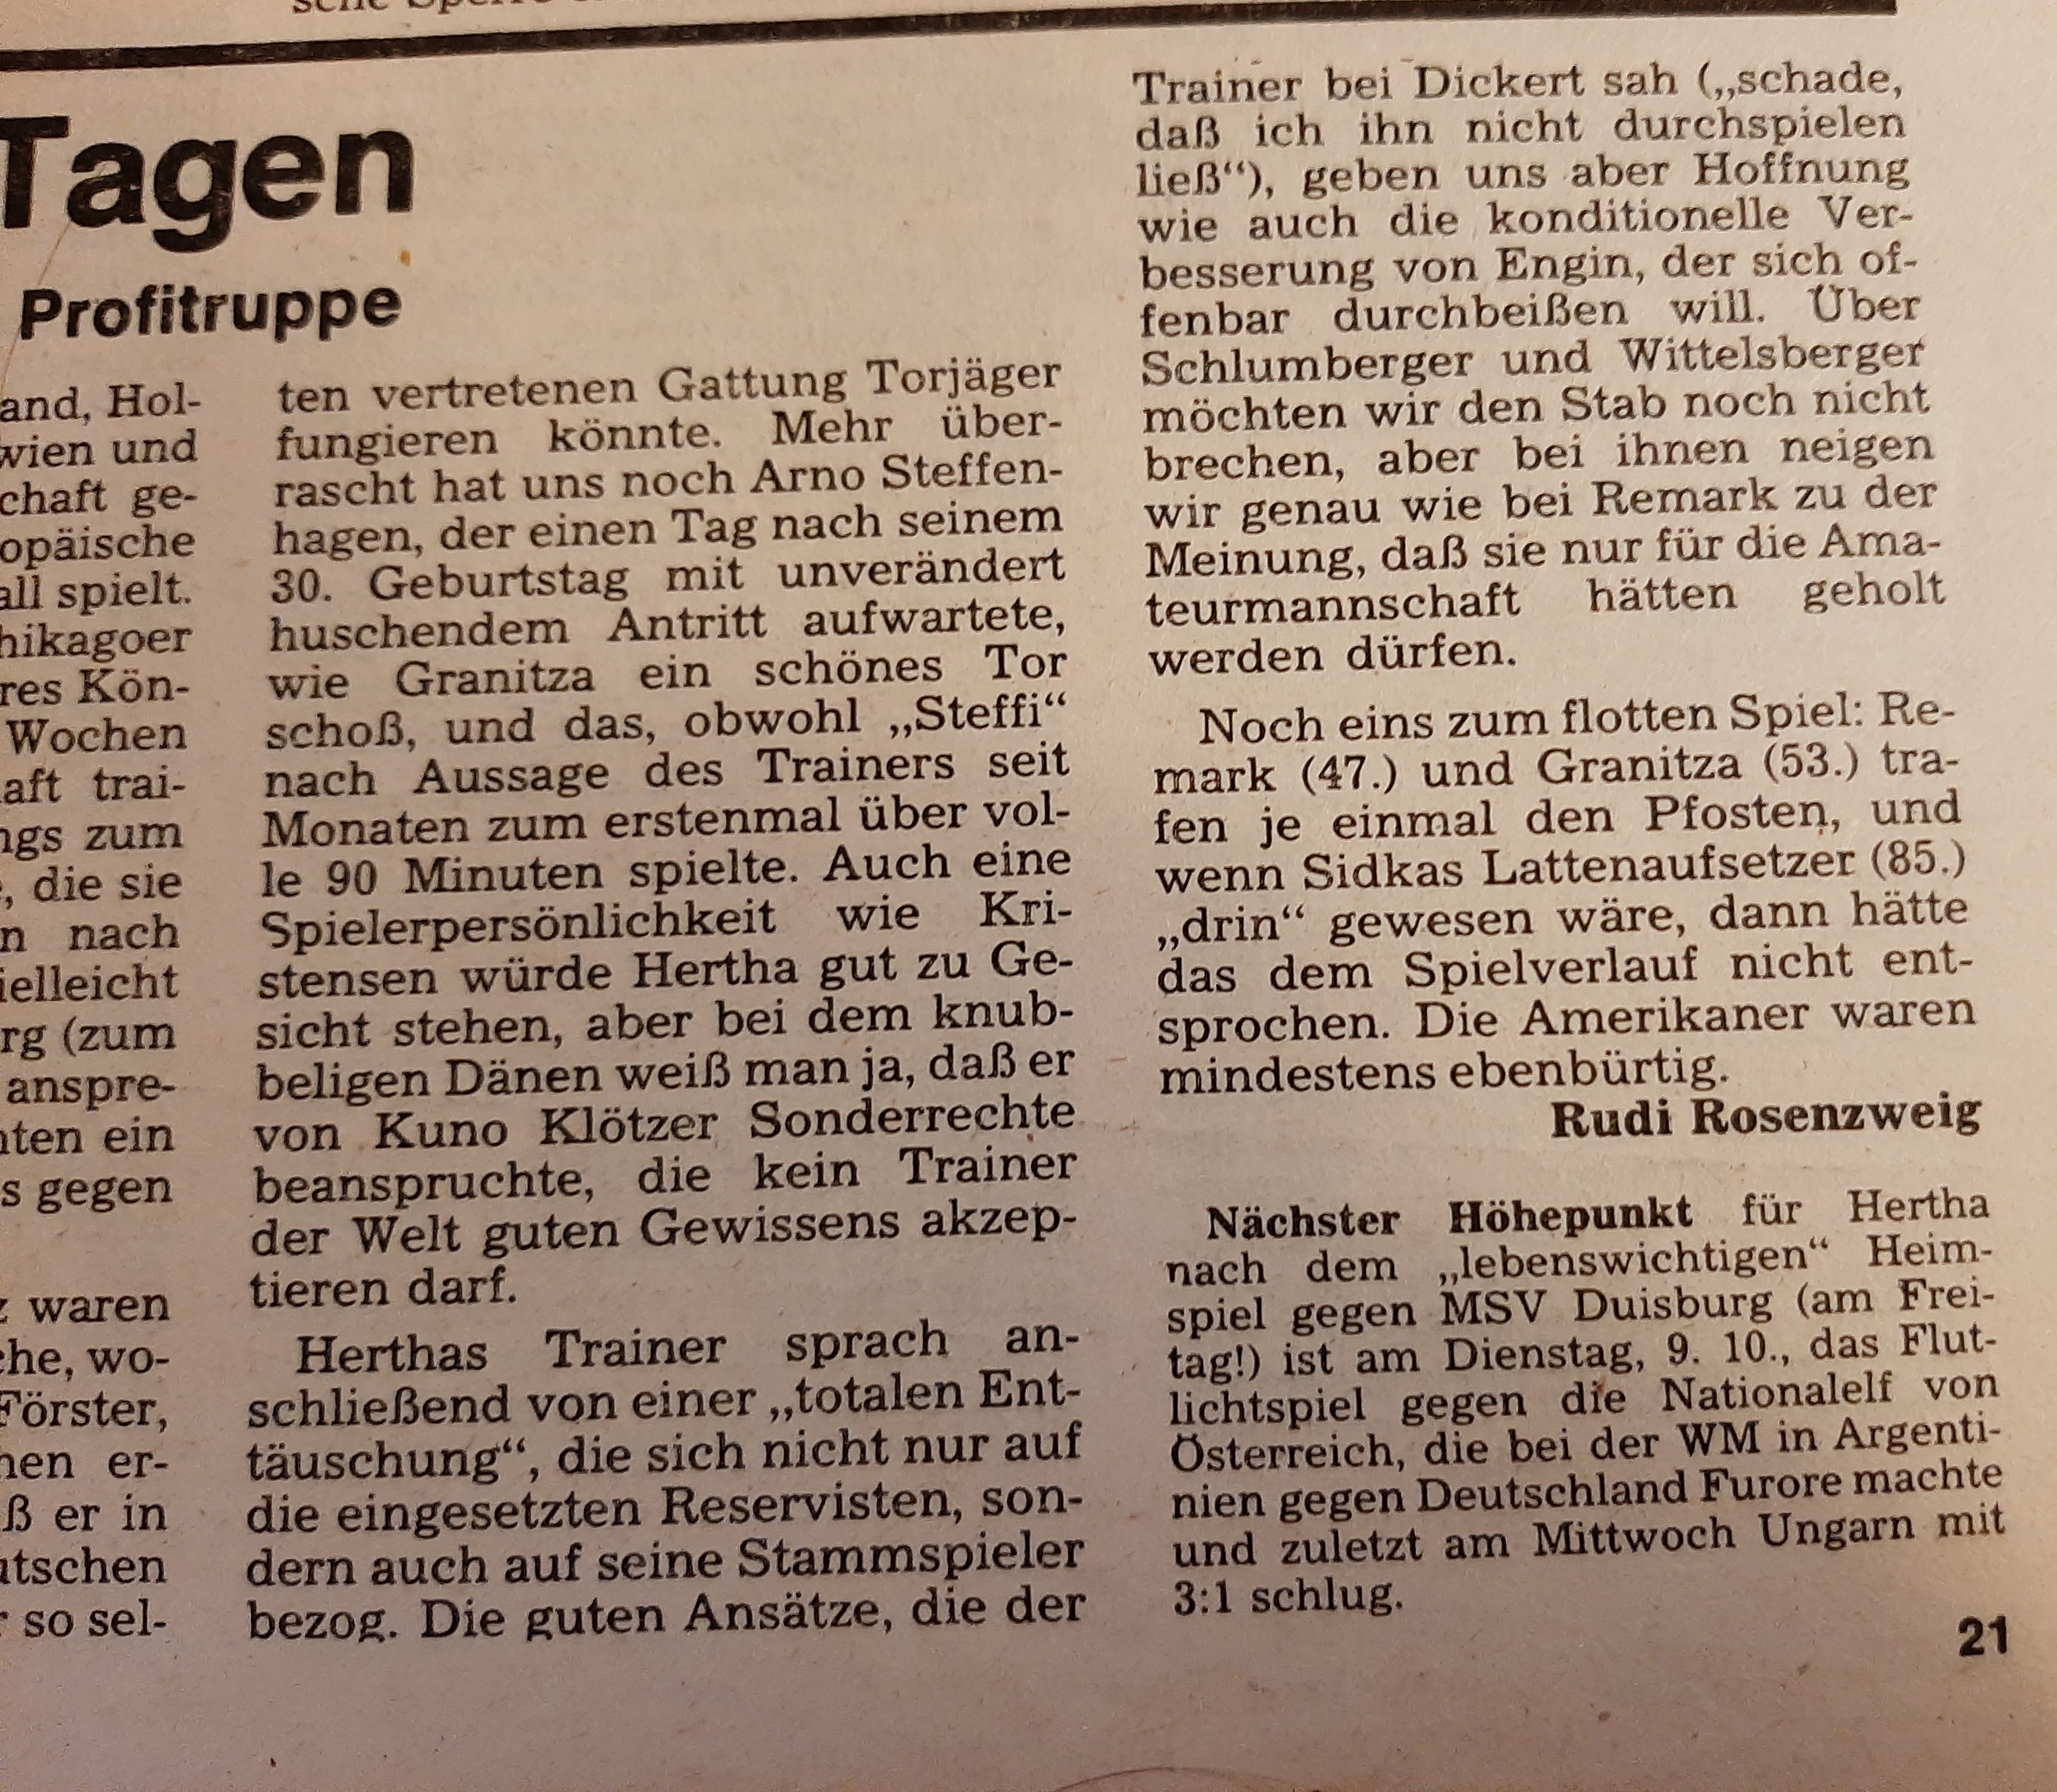 Tagen
Profitruppe
and, Hol-
wien und
chaft ge-
opäische
all spielt.
hikagoer
res Kön-
Wochen
aft trai-
ngs zum
, die sie
n nach
ielleicht
rg (zum
anspre-
ten ein
s gegen
waren
he, wo-
Förster,
en er-
ß er in
tschen
so sel-
ten vertretenen Gattung Torjäger
fungieren könnte. Mehr über-
rascht hat uns noch Arno Steffen-
hagen, der einen Tag nach seinem
30. Geburtstag mit unverändert
huschendem Antritt aufwartete,
wie Granitza ein schönes Tor
schoß, und das, obwohl „Steffi“
nach Aussage des Trainers seit
Monaten zum erstenmal über vol-
le 90 Minuten spielte. Auch eine
Spielerpersönlichkeit wie Kri-
stensen würde Hertha gut zu Ge-
sicht stehen, aber bei dem knub-
beligen Dänen weiß man ja, daß er
von Kuno Klötzer Sonderrechte
beanspruchte, die kein Trainer
der Welt guten Gewissens akzep-
tieren darf.
Herthas Trainer sprach an-
schließend von einer „totalen Ent-
täuschung“, die sich nicht nur auf
die eingesetzten Reservisten, son-
dern auch auf seine Stammspieler
bezog. Die guten Ansätze, die der
Trainer bei Dickert sah („schade,
daß ich ihn nicht durchspielen
ließ“), geben uns aber Hoffnung
wie auch die konditionelle Ver-
besserung von Engin, der sich of-
fenbar durchbeißen will. Über
Schlumberger und Wittelsberger
möchten wir den Stab noch nicht
brechen, aber bei ihnen neigen
wir genau wie bei Remark zu der
Meinung, daß sie nur für die Ama-
teurmannschaft hätten geholt
werden dürfen.
Noch eins zum flotten Spiel: Re-
mark (47.) und Granitza (53.) tra-
fen je einmal den Pfosten, und
wenn Sidkas Lattenaufsetzer (85.)
„drin“ gewesen wäre, dann hätte
das dem Spielverlauf nicht ent-
sprochen. Die Amerikaner waren
mindestens ebenbürtig.
Rudi Rosenzweig
Nächster Höhepunkt für Hertha
nach dem „lebenswichtigen“ Heim-
spiel gegen MSV Duisburg (am Frei-
tag!) ist am Dienstag, 9. 10., das Flut-
lichtspiel gegen die Nationalelf von
Österreich, die bei der WM in Argenti-
nien gegen Deutschland Furore machte
und zuletzt am Mittwoch Ungarn mit
3:1 schlug.
21